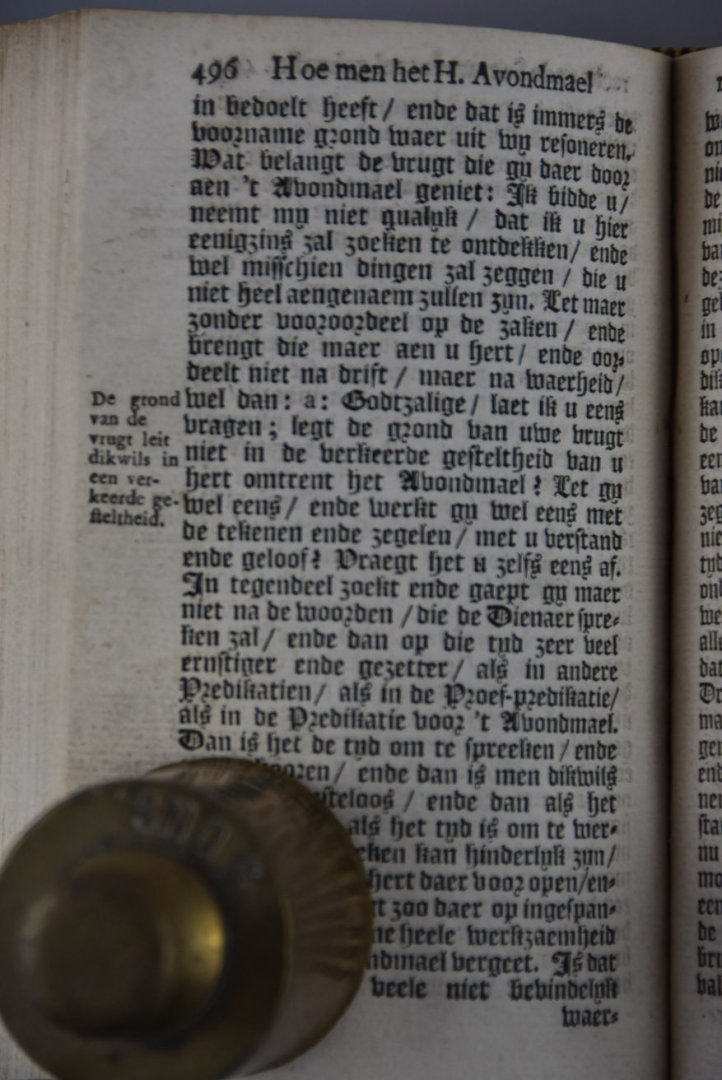 496 Hoe men het H. Avondmael
in bedoelt heeft / ende dat is immers de
voorname grond waer uit wy resoneren.
Wat belangt de vrugt die gy daer door
aen 't Avondmael geniet: Ik bidde u /
neemt my niet qualyk / dat ik u hier
eenigzins zal zoeken te ontdekken / ende
wel misschien dingen zal zeggen / die u
niet heel aengenaem zullen zyn. Let maer
zonder vooroordeel op de zaken / ende
brengt die maer aen u hert / ende oor-
deelt niet na drift / maer na waerheid /
wel dan: a: Godtzalige / laet ik u eens
vragen; legt de grond van uwe vrugt
niet in de verkeerde gesteltheid van u
hert omtrent het Avondmael? Let gy
wel eens / ende werkt gy wel eens met
de tekenen ende zegelen / met u verstand
ende geloof? Vraegt het u zelfs eens af.
In tegendeel zoekt ende gaept gy maer
niet na de woorden / die de Dienaer spre-
ken zal / ende dan op die tyd zeer veel
ernstiger ende gezetter / als in andere
Predikatien / als in de Proef-predikatie /
als in de Predikatie voor 't Avondmael.
Dan is het de tyd om te spreeken / ende
ooren / ende dan is men dikwils
steloos / ende dan als het
als het tyd is om te wer-
eken kan hinderlyk zyn /
hert daer voor open / en-
t zoo daer op ingespan-
ne heele werkzaemheid
ndmael vergeet. Is dat
veele niet bevindelyk
waer-
De grond
van de
vrugt leit
dikwils in
een ver-
keerde ge-
steltheid.